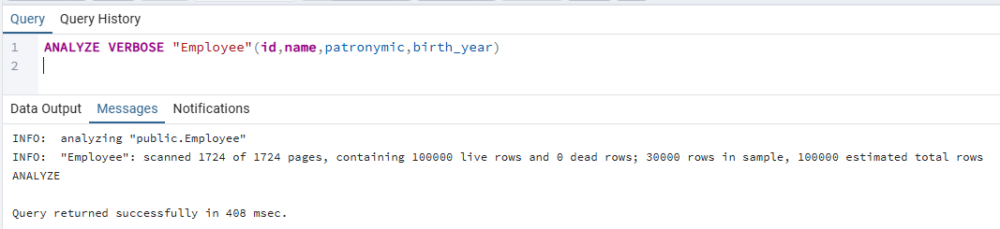 Query Query History
1 ANALYZE VERBOSE "Employee"(id,name,patronymic,birth_year)
2
Data Output Messages Notifications
INFO:  analyzing "public.Employee"
INFO:  "Employee": scanned 1724 of 1724 pages, containing 100000 live rows and 0 dead rows; 30000 rows in sample, 100000 estimated total rows
ANALYZE
Query returned successfully in 408 msec.